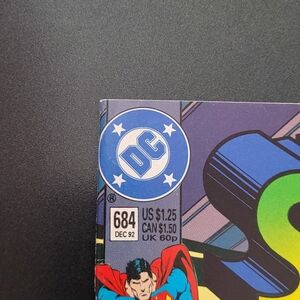 DC
®
684
DEC 92
US $1.25
CAN $1.50
UK 60p
S